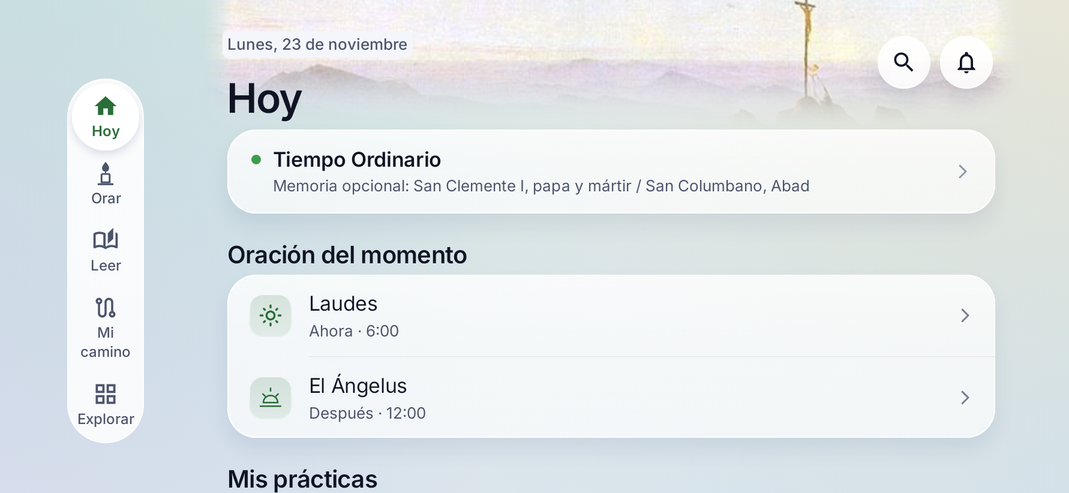 Lunes, 23 de noviembre
Hoy
Hoy
Orar
Leer
Mi
camino
Explorar
Tiempo Ordinario
Memoria opcional: San Clemente I, papa y mártir / San Columbano, Abad
Oración del momento
Laudes
Ahora · 6:00
El Ángelus
Después · 12:00
Mis prácticas